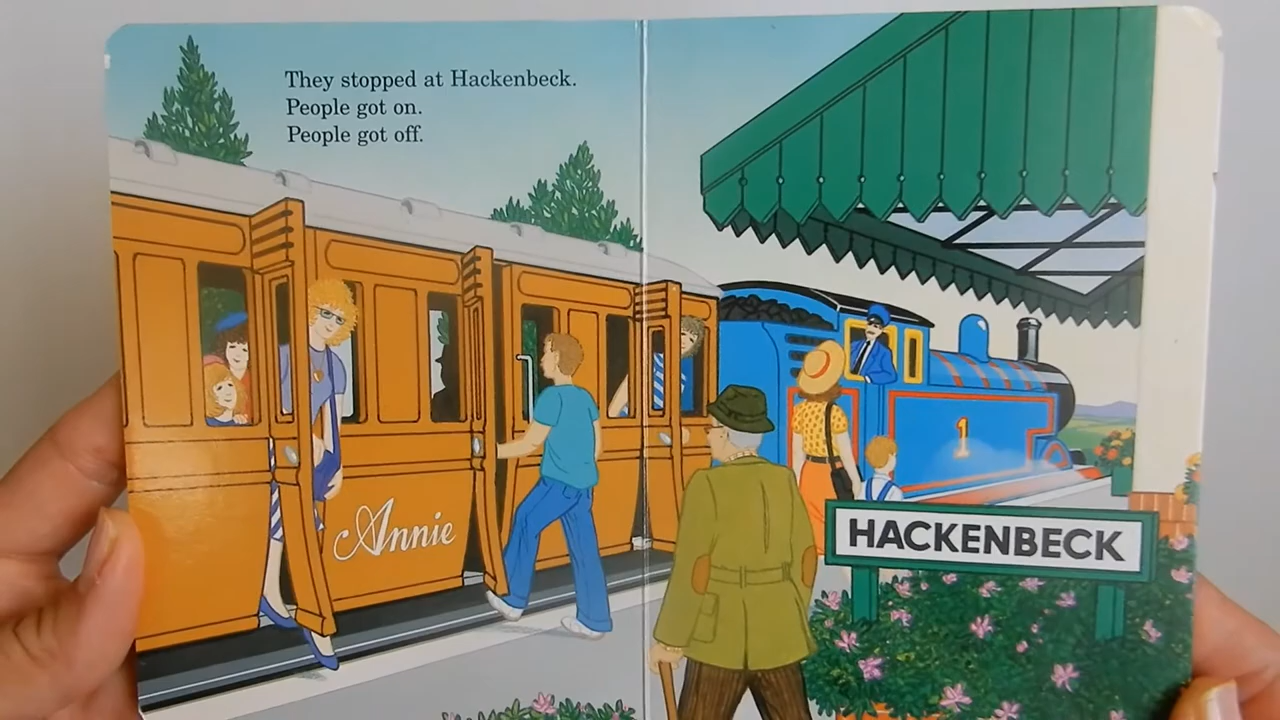 They stopped at Hackenbeck.
People got on.
People got off.
Annie
1
HACKENBECK